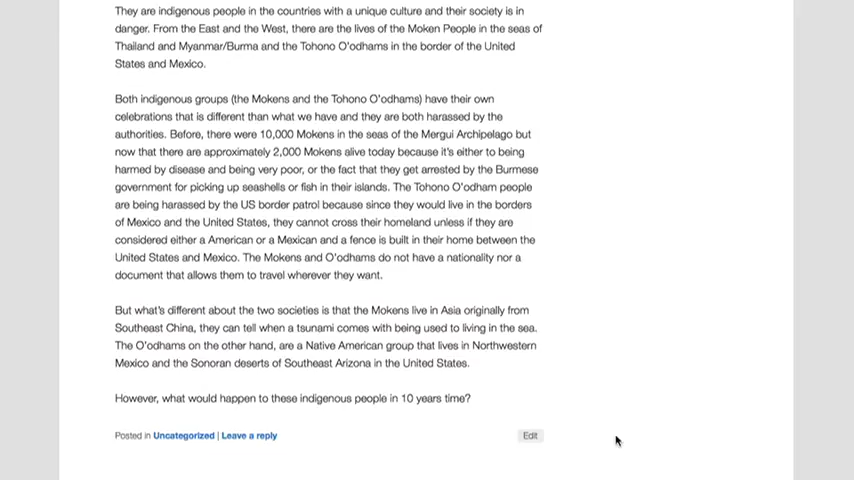 They are indigenous people in the countries with a unique culture and their society is in
danger. From the East and the West, there are the lives of the Moken People in the seas of
Thailand and Myanmar/Burma and the Tohono O'odhams in the border of the United
States and Mexico.
Both indigenous groups (the Mokens and the Tohono O'odhams) have their own
celebrations that is different than what we have and they are both harassed by the
authorities. Before, there were 10,000 Mokens in the seas of the Mergui Archipelago but
now that there are approximately 2,000 Mokens alive today because it's either to being
harmed by disease and being very poor, or the fact that they get arrested by the Burmese
government for picking up seashells or fish in their islands. The Tohono O'odham people
are being harassed by the US border patrol because since they would live in the borders
of Mexico and the United States, they cannot cross their homeland unless if they are
considered either a American or a Mexican and a fence is built in their home between the
United States and Mexico. The Mokens and O'odhams do not have a nationality nor a
document that allows them to travel wherever they want.
But what's different about the two societies is that the Mokens live in Asia originally from
Southeast China, they can tell when a tsunami comes with being used to living in the sea.
The O'odhams on the other hand, are a Native American group that lives in Northwestern
Mexico and the Sonoran deserts of Southeast Arizona in the United States.
However, what would happen to these indigenous people in 10 years time?
Posted in Uncategorized | Leave a reply Edit